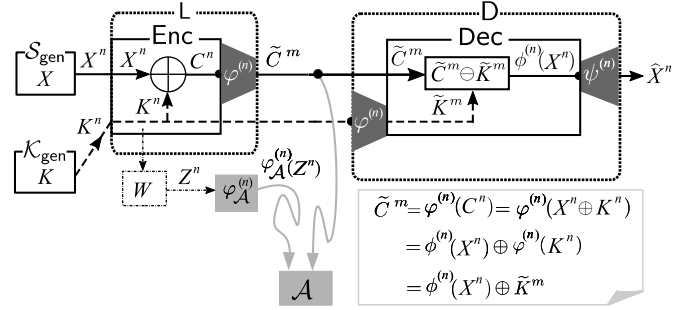 L
D
Enc
Dec
𝒮_gen
X
X^n
X^n
C^n
φ^(n)
C̃^m
C̃^m
C̃^m ⊖ K̃^m
ϕ^(n)(X^n)
ψ^(n)
X̂^n
K^n
K^n
K̃^m
φ^(n)
𝒦_gen
K
W
Z^n
φ_𝒜^(n)
φ_𝒜^(n)(Z^n)
𝒜
C̃^m = φ^(n)(C^n) = φ^(n)(X^n ⊕ K^n)
= ϕ^(n)(X^n) ⊕ φ^(n)(K^n)
= ϕ^(n)(X^n) ⊕ K̃^m